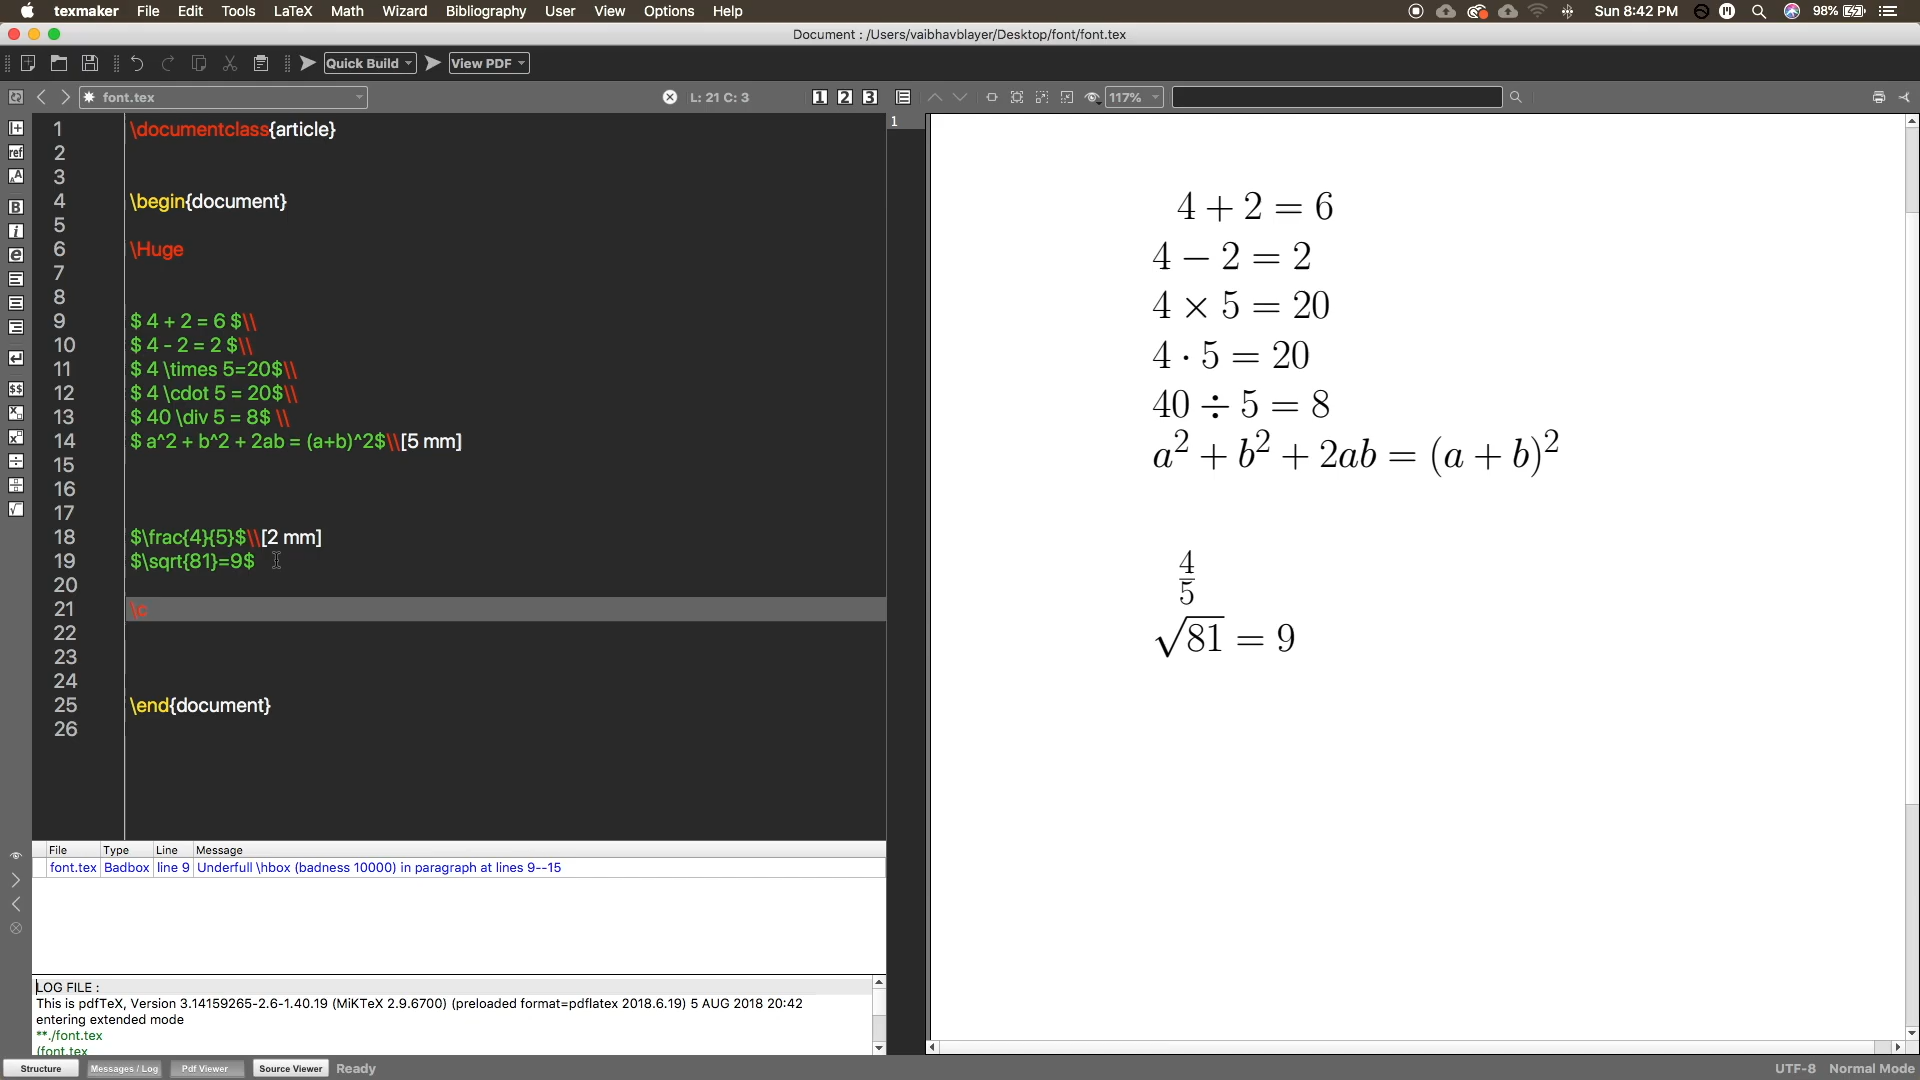 texmaker File Edit Tools LaTeX Math Wizard Bibliography User View Options Help Sun 8:42 PM 98%
Document : /Users/vaibhavblayer/Desktop/font/font.tex
Quick Build View PDF
font.tex L: 21 C: 3 1 2 3 117%
1 \documentclass{article}
2
3
4 \begin{document}
5
6 \Huge
7
8
9 $ 4 + 2 = 6 $\\
10 $ 4 - 2 = 2 $\\
11 $ 4 \times 5=20$\\
12 $ 4 \cdot 5 = 20$\\
13 $ 40 \div 5 = 8$ \\
14 $ a^2 + b^2 + 2ab = (a+b)^2$\\[5 mm]
15
16
17
18 $\frac{4}{5}$\\[2 mm]
19 $\sqrt{81}=9$
20
21 \c
22
23
24
25 \end{document}
26
1
4 + 2 = 6
4 − 2 = 2
4 × 5 = 20
4 · 5 = 20
40 ÷ 5 = 8
a² + b² + 2ab = (a + b)²
4
5
√81 = 9
File Type Line Message
font.tex Badbox line 9 Underfull \hbox (badness 10000) in paragraph at lines 9--15
LOG FILE :
This is pdfTeX, Version 3.14159265-2.6-1.40.19 (MiKTeX 2.9.6700) (preloaded format=pdflatex 2018.6.19) 5 AUG 2018 20:42
entering extended mode
**./font.tex
(font.tex
Structure Messages / Log Pdf Viewer Source Viewer Ready UTF-8 Normal Mode